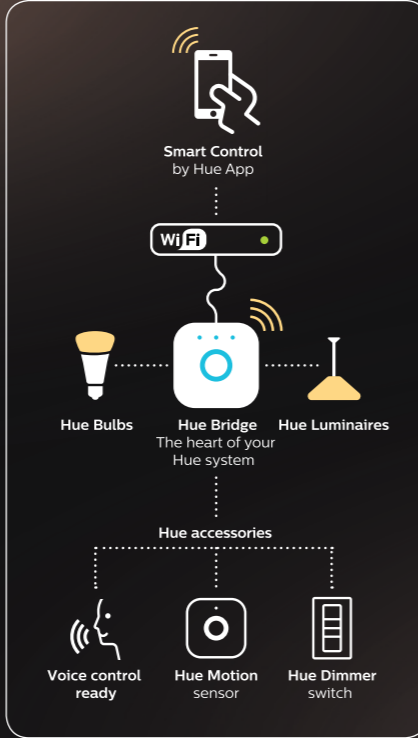 Smart Control
by Hue App
WiFi
Hue Bulbs
Hue Bridge
The heart of your
Hue system
Hue Luminaires
Hue accessories
Voice control
ready
Hue Motion
sensor
Hue Dimmer
switch